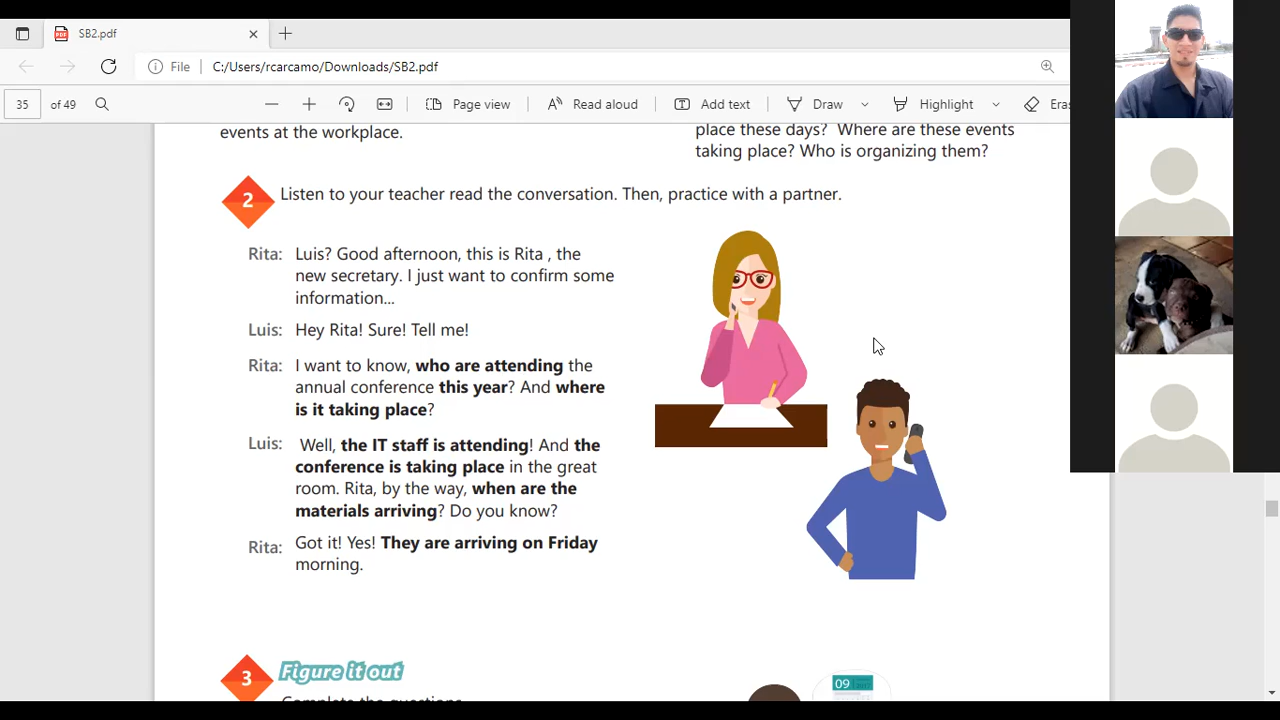 SB2.pdf
File C:/Users/rcarcamo/Downloads/SB2.pdf
35 of 49 Page view Read aloud Add text Draw Highlight
events at the workplace.
place these days? Where are these events
taking place? Who is organizing them?
2 Listen to your teacher read the conversation. Then, practice with a partner.
Rita: Luis? Good afternoon, this is Rita , the
new secretary. I just want to confirm some
information...
Luis: Hey Rita! Sure! Tell me!
Rita: I want to know, who are attending the
annual conference this year? And where
is it taking place?
Luis: Well, the IT staff is attending! And the
conference is taking place in the great
room. Rita, by the way, when are the
materials arriving? Do you know?
Rita: Got it! Yes! They are arriving on Friday
morning.
3 Figure it out
Complete the questions
09